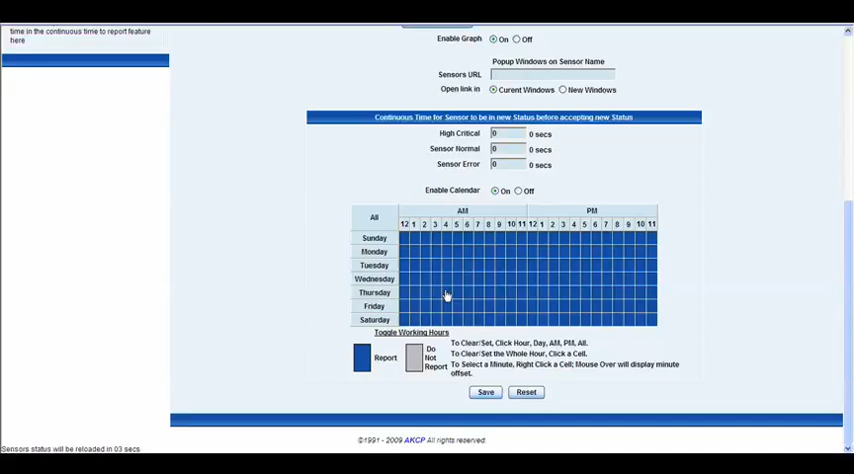 time in the continuous time to report feature
here
Enable Graph On Off
Popup Windows on Sensor Name
Sensors URL
Open link in Curent Windows New Windows
Continuous Time for Sensor to be in new Status before accepting new Status
High Critical 0 0 secs
Sensor Normal 0 0 secs
Sensor Error 0 0 secs
Enable Calendar On Off
All AM PM
12 1 2 3 4 5 6 7 8 9 10 11 12 1 2 3 4 5 6 7 8 9 10 11
Sunday
Monday
Tuesday
Wednesday
Thursday
Friday
Saturday
Toggle Working Hours
Report
Do
Not
Report
To Clear/Set, Click Hour, Day, AM, PM, All.
To Clear/Set the Whole Hour, Click a Cell.
To Select a Minute, Right Click a Cell; Mouse Over will display minute
offset.
Save Reset
©1991 - 2009 AKCP All rights reserved.
Sensors status will be reloaded in 03 secs